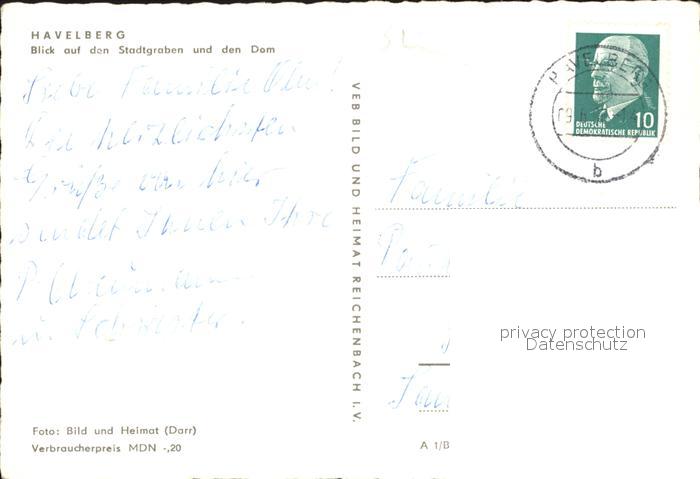 HAVELBERG
Blick auf den Stadtgraben und den Dom
Liebe Familie
Die herzlichsten
Grüße von hier
sendet Ihnen Ihre
u. Schwester.
Foto: Bild und Heimat (Darr)
Verbraucherpreis MDN -,20
VEB BILD UND HEIMAT REICHENBACH I. V.
HAVELBERG
b
10
DEUTSCHE
DEMOKRATISCHE REPUBLIK
Familie
privacy protection
Datenschutz
A 1/B